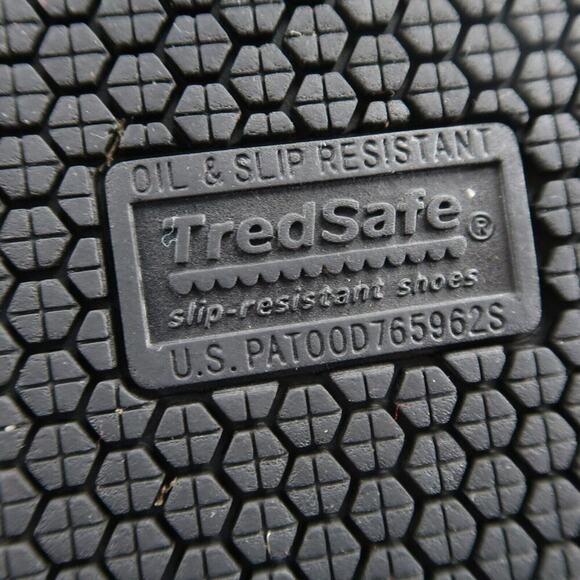 OIL & SLIP RESISTANT
TredSafe®
slip-resistant shoes
U.S. PAT00D765962S